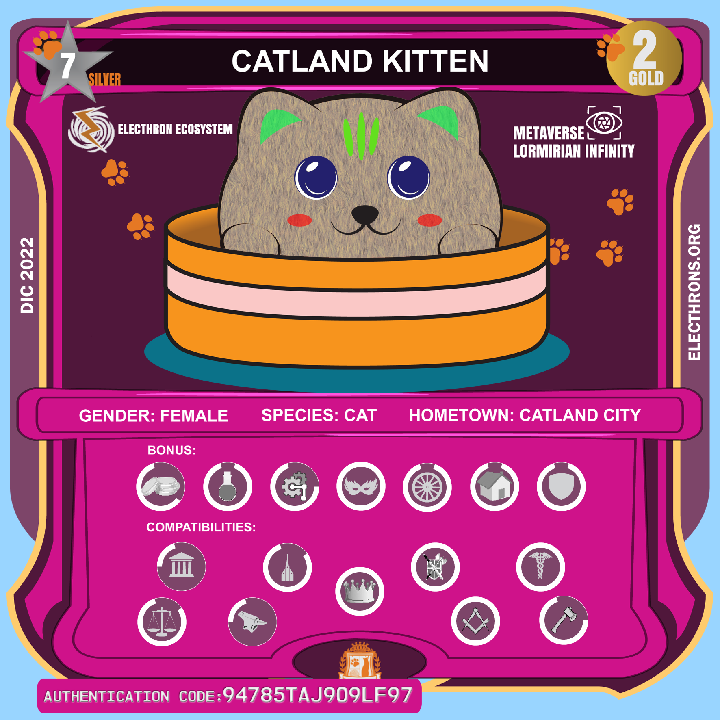 7
SILVER
CATLAND KITTEN
2
GOLD
ELECTHRON ECOSYSTEM
METAVERSE
LORMIRIAN INFINITY
DIC 2022
ELECTHRONS.ORG
GENDER: FEMALE SPECIES: CAT HOMETOWN: CATLAND CITY
BONUS:
COMPATIBILITIES:
AUTHENTICATION CODE:94785TAJ909LF97